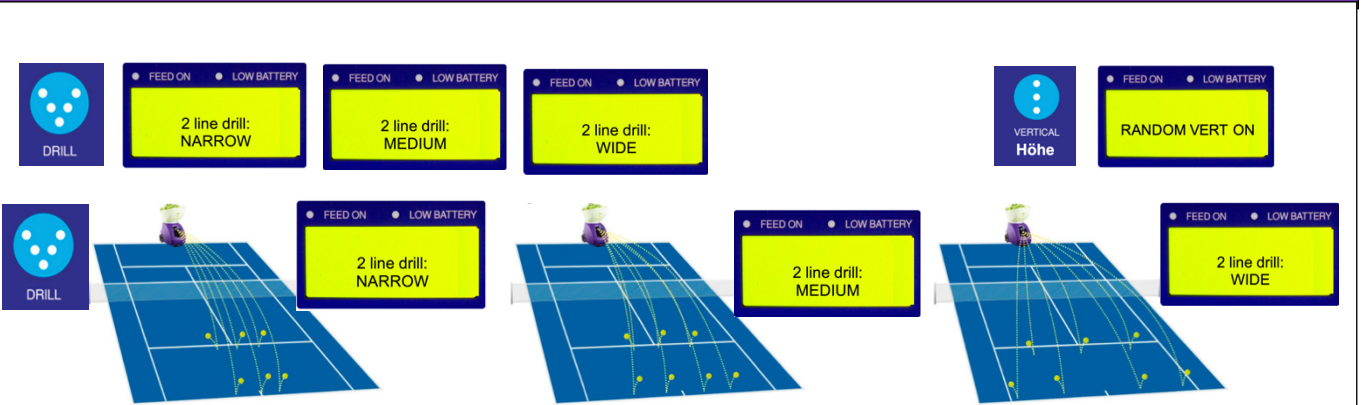 FEED ON LOW BATTERY
2 line drill:
NARROW
DRILL
FEED ON LOW BATTERY
2 line drill:
MEDIUM
FEED ON LOW BATTERY
2 line drill:
WIDE
FEED ON LOW BATTERY
RANDOM VERT ON
VERTICAL
Höhe
DRILL
FEED ON LOW BATTERY
2 line drill:
NARROW
FEED ON LOW BATTERY
2 line drill:
MEDIUM
FEED ON LOW BATTERY
2 line drill:
WIDE